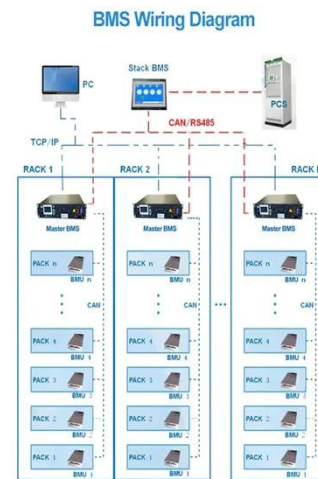 BMS Wiring Diagram
Stack BMS
PC
PCS
CAN/RS485
TCP/IP
RACK 1
RACK 2
RACK
Master BMS
Master BMS
Master BMS
PACK n
BMU n
PACK n
BMU n
PACK n
BMU n
CAN
CAN
CAN
PACK 4
BMU 4
PACK 4
BMU 4
PACK 4
BMU 4
PACK 3
BMU 3
PACK 3
BMU 3
PACK 3
BMU 3
PACK 2
BMU 2
PACK 2
BMU 2
PACK 2
BMU 2
PACK 1
BMU 1
PACK 1
BMU 1
PACK 1
BMU 1